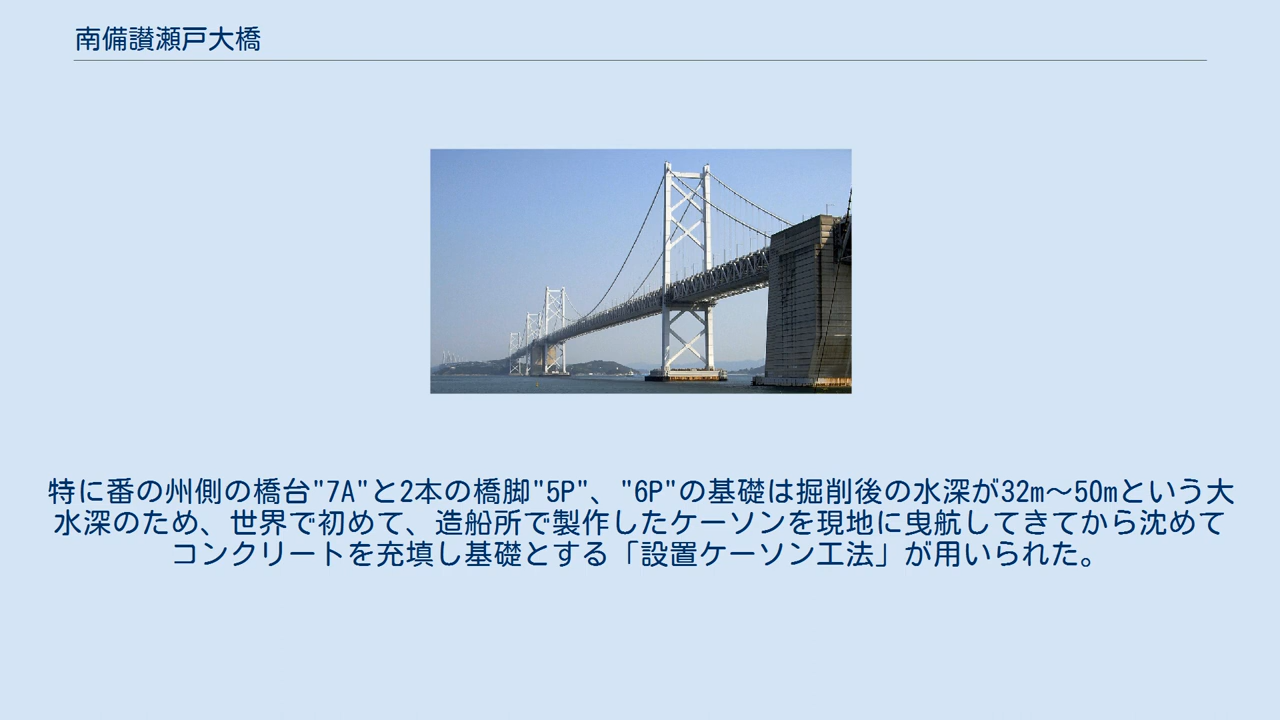 南備讃瀬戸大橋
特に番の州側の橋台"7A"と2本の橋脚"5P"、"6P"の基礎は掘削後の水深が32m～50mという大
水深のため、世界で初めて、造船所で製作したケーソンを現地に曳航してきてから沈めて
コンクリートを充填し基礎とする「設置ケーソン工法」が用いられた。